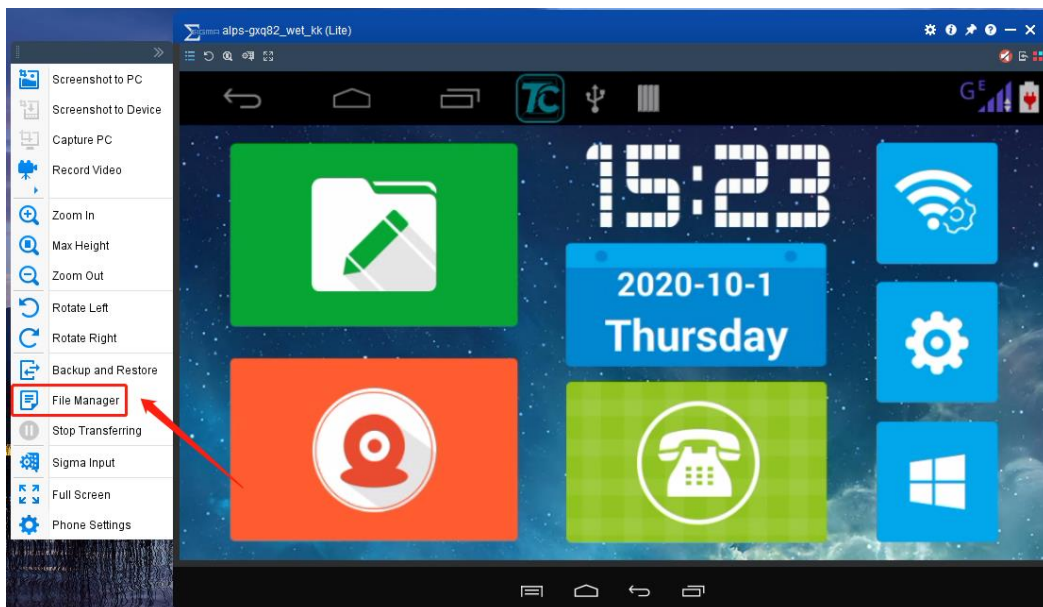 Sigma alps-gxq82_wet_kk (Lite)
Screenshot to PC
Screenshot to Device
Capture PC
Record Video
Zoom In
Max Height
Zoom Out
Rotate Left
Rotate Right
Backup and Restore
File Manager
Stop Transferring
Sigma Input
Full Screen
Phone Settings
TC
G E
15:23
2020-10-1
Thursday